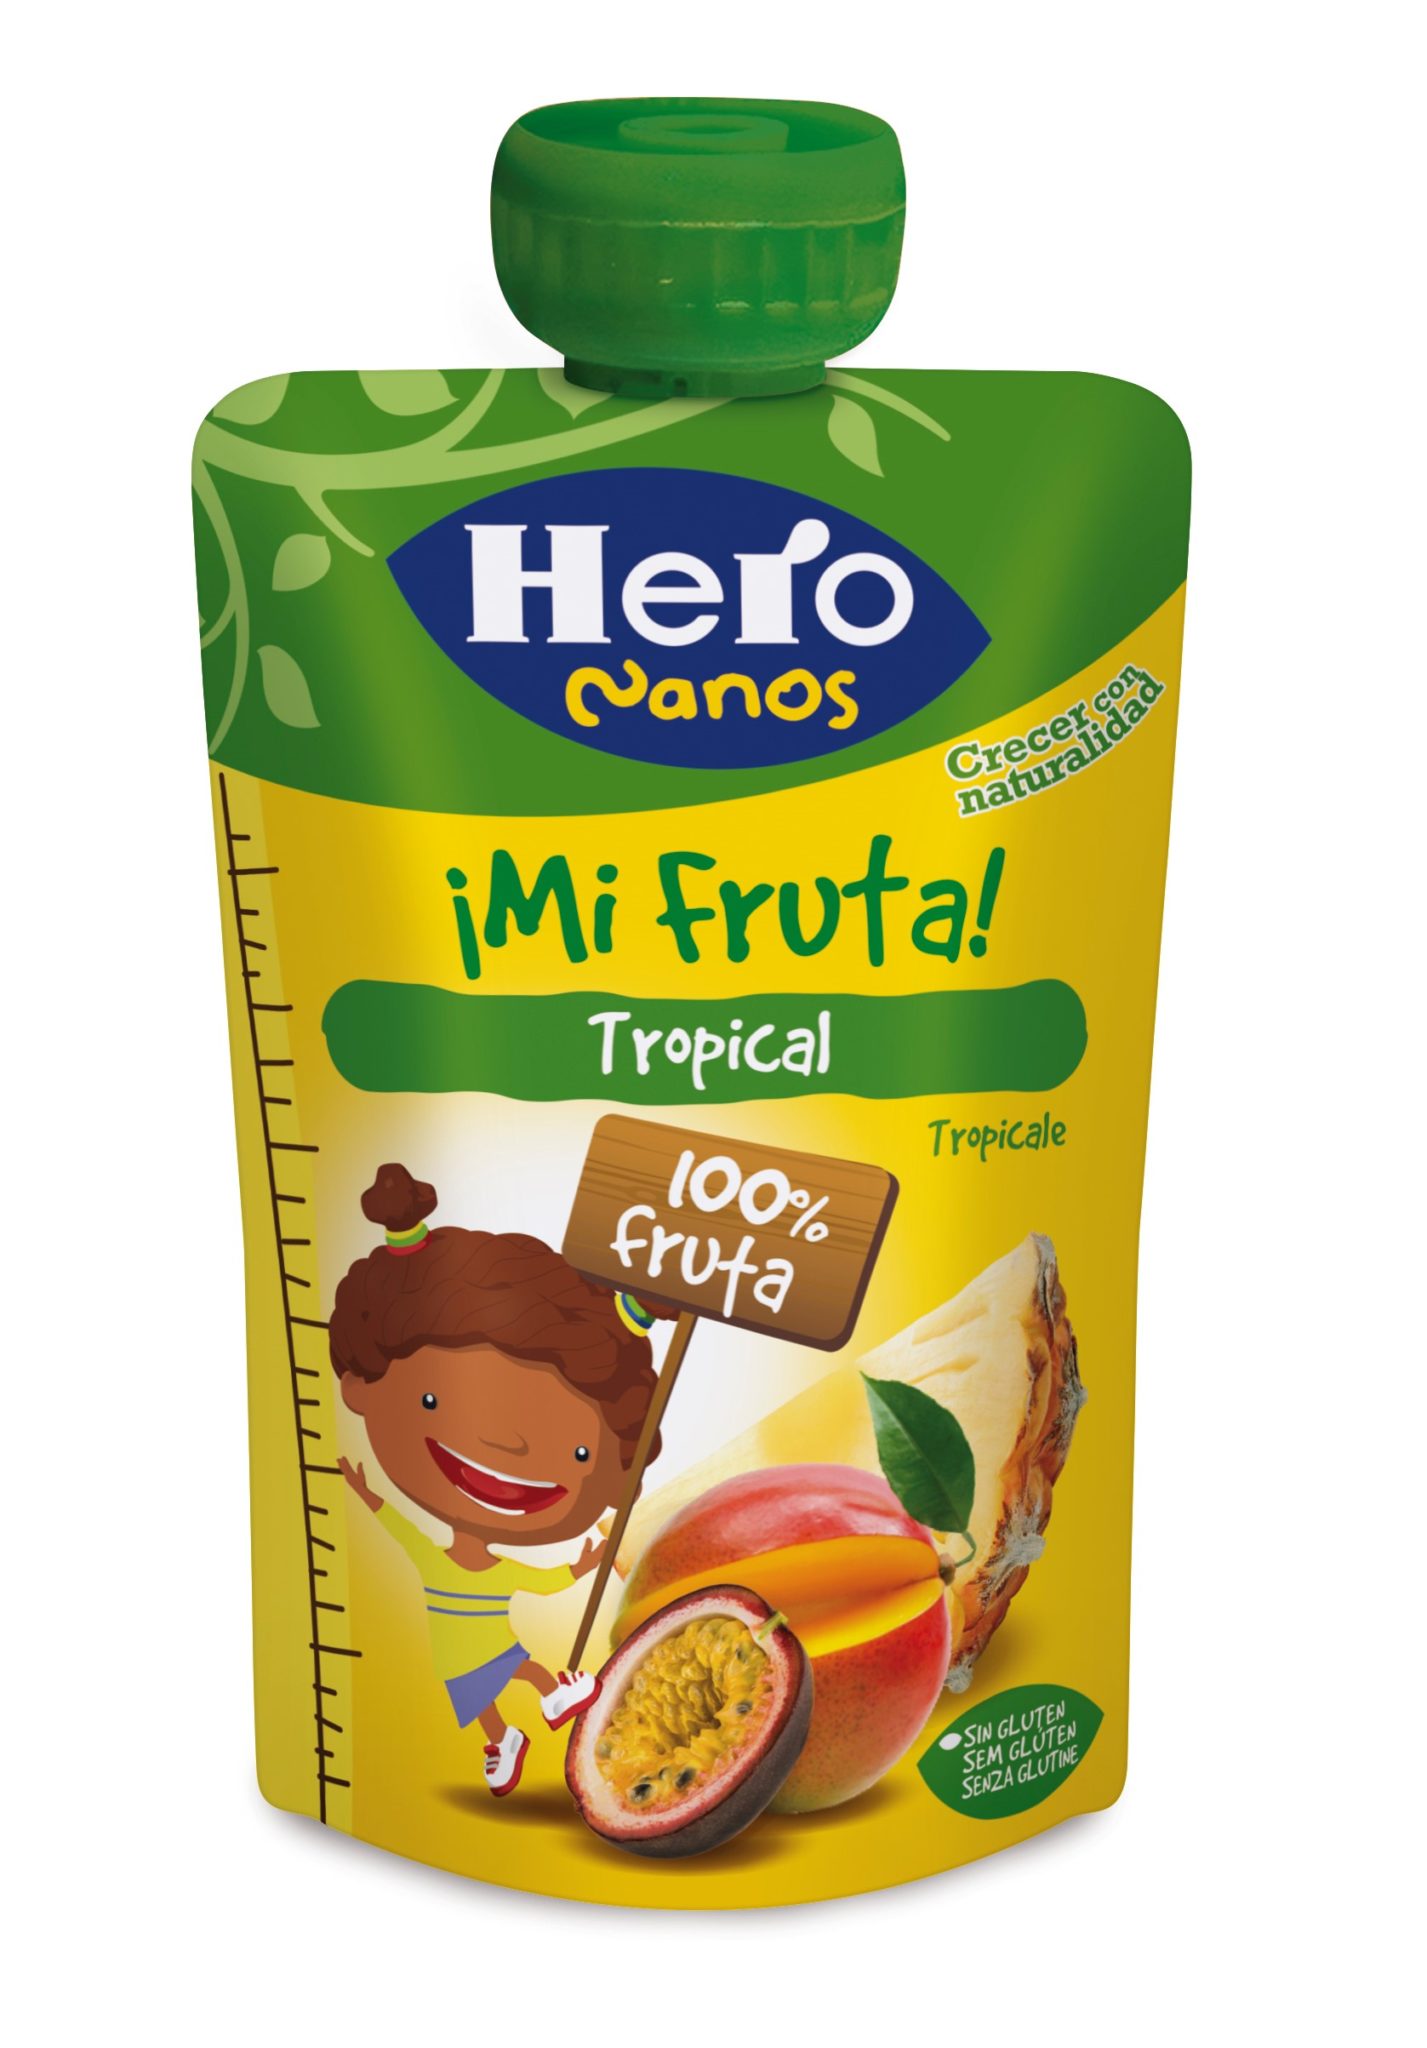 Hero
Nanos
Crecer con
naturalidad
¡Mi fruta!
Tropical
Tropicale
100%
fruta
SIN GLUTEN
SEM GLÚTEN
SENZA GLUTINE